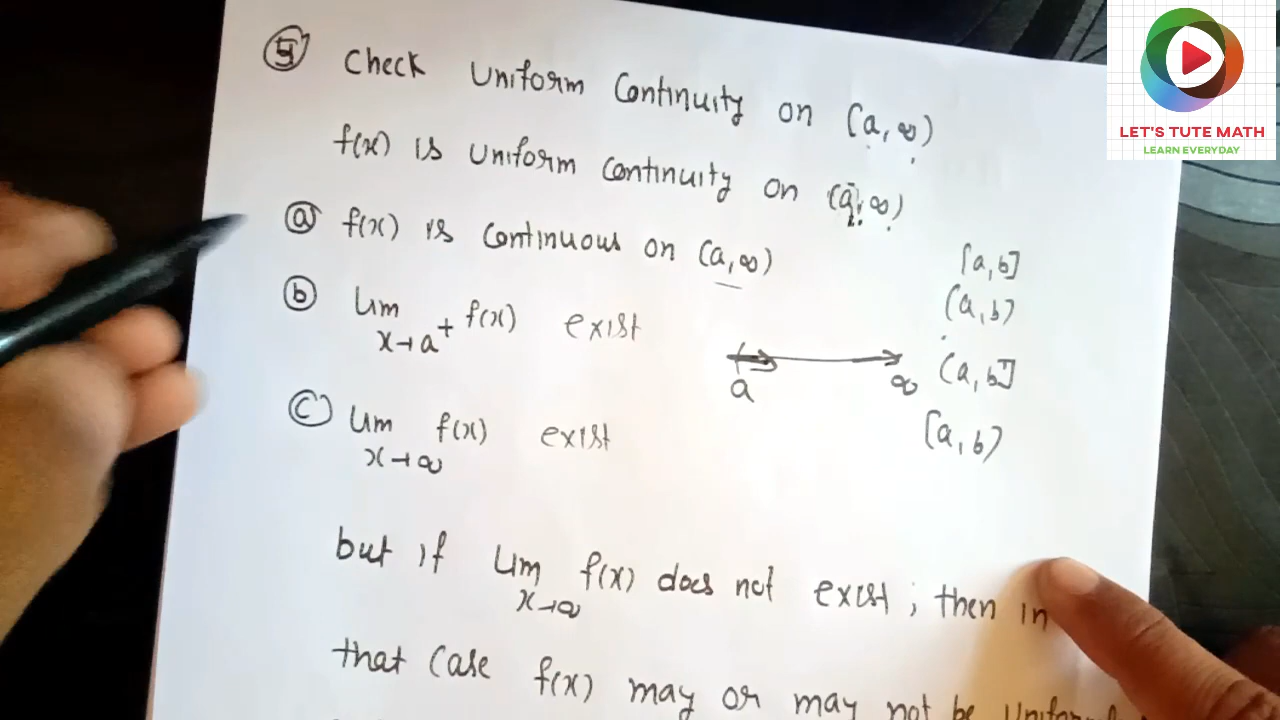 5 Check Uniform Continuity on (a, ∞)
f(x) is uniform continuity on (a, ∞)
(a) f(x) is continuous on (a, ∞)
(b) lim x→a+ f(x) exist
(c) lim x→∞ f(x) exist
but if lim x→∞ f(x) does not exist ; then in
that case f(x) may or may not be
[a, b]
(a, b)
(a, b]
[a, b)
a ∞
LET'S TUTE MATH
LEARN EVERYDAY